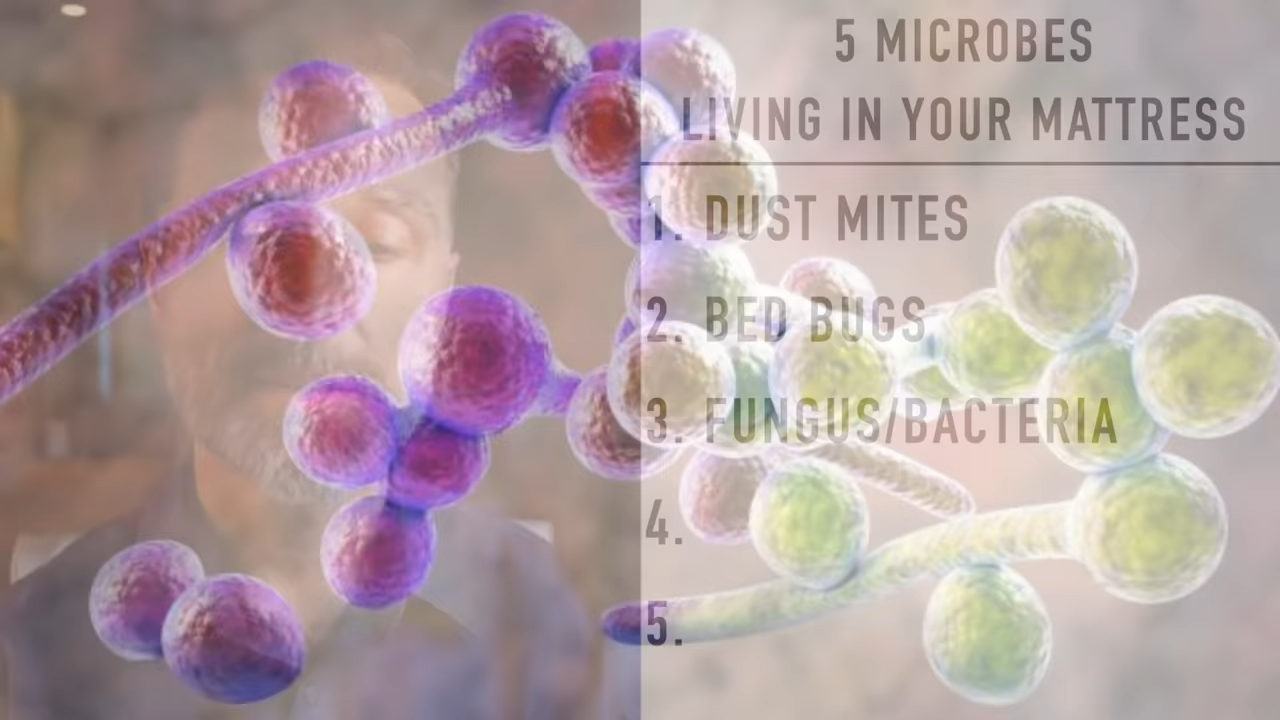 5 MICROBES
LIVING IN YOUR MATTRESS
1. DUST MITES
2. BED BUGS
3. FUNGUS/BACTERIA
4.
5.